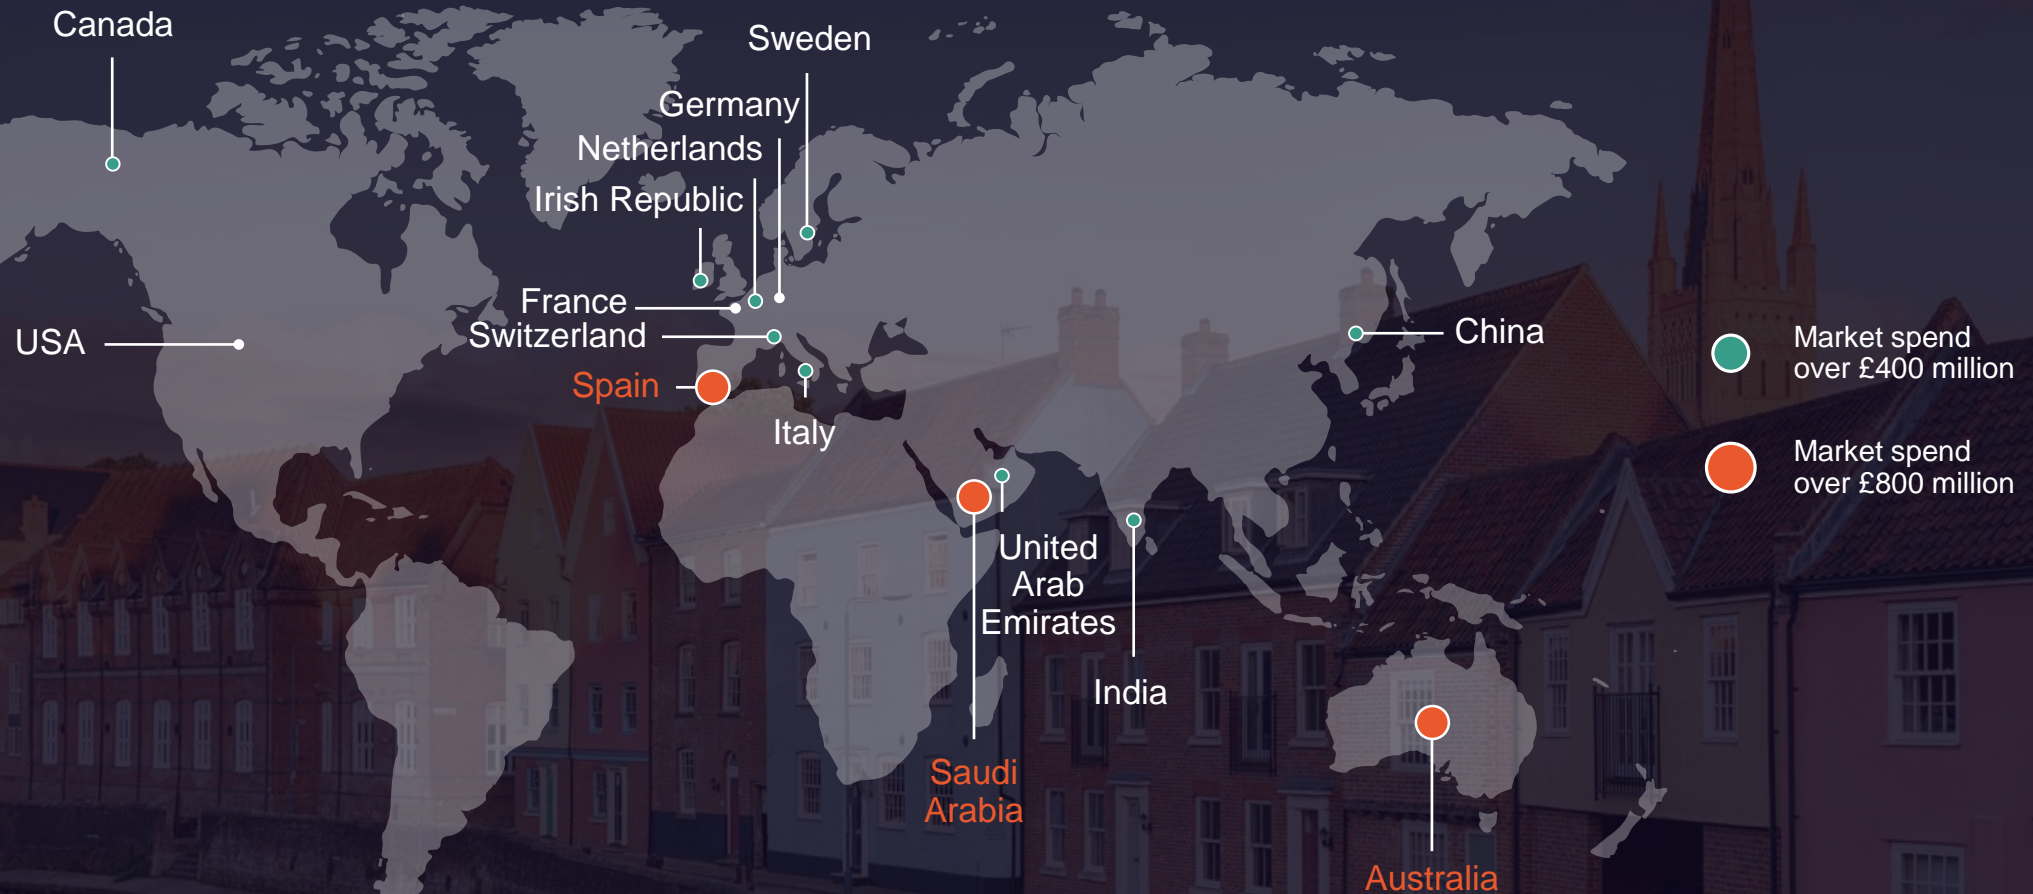 Canada
Sweden
Germany
Netherlands
Irish Republic
France
Switzerland
USA
Spain
Italy
China
Market spend
over £400 million
Market spend
over £800 million
United
Arab
Emirates
India
Saudi
Arabia
Australia